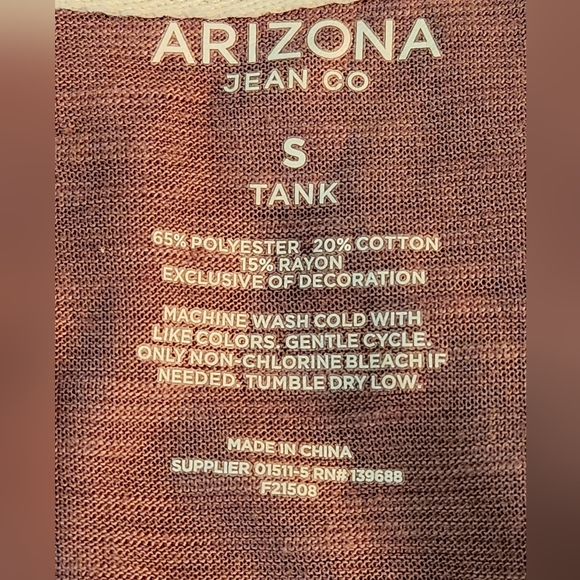 ARIZONA
JEAN CO
S
TANK
65% POLYESTER 20% COTTON
15% RAYON
EXCLUSIVE OF DECORATION
MACHINE WASH COLD WITH
LIKE COLORS. GENTLE CYCLE.
ONLY NON-CHLORINE BLEACH IF
NEEDED. TUMBLE DRY LOW.
MADE IN CHINA
SUPPLIER 01511-5 RN# 139688
F21508